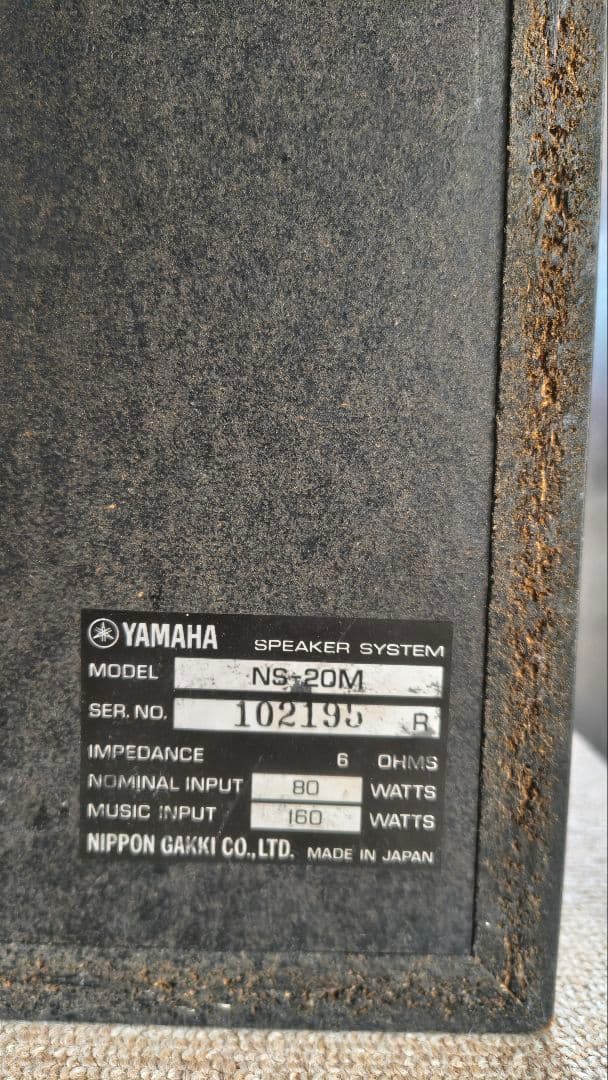 YAMAHA SPEAKER SYSTEM
MODEL NS-20M
SER. NO. 102195 R
IMPEDANCE 6 OHMS
NOMINAL INPUT 80 WATTS
MUSIC INPUT 160 WATTS
NIPPON GAKKI CO., LTD. MADE IN JAPAN